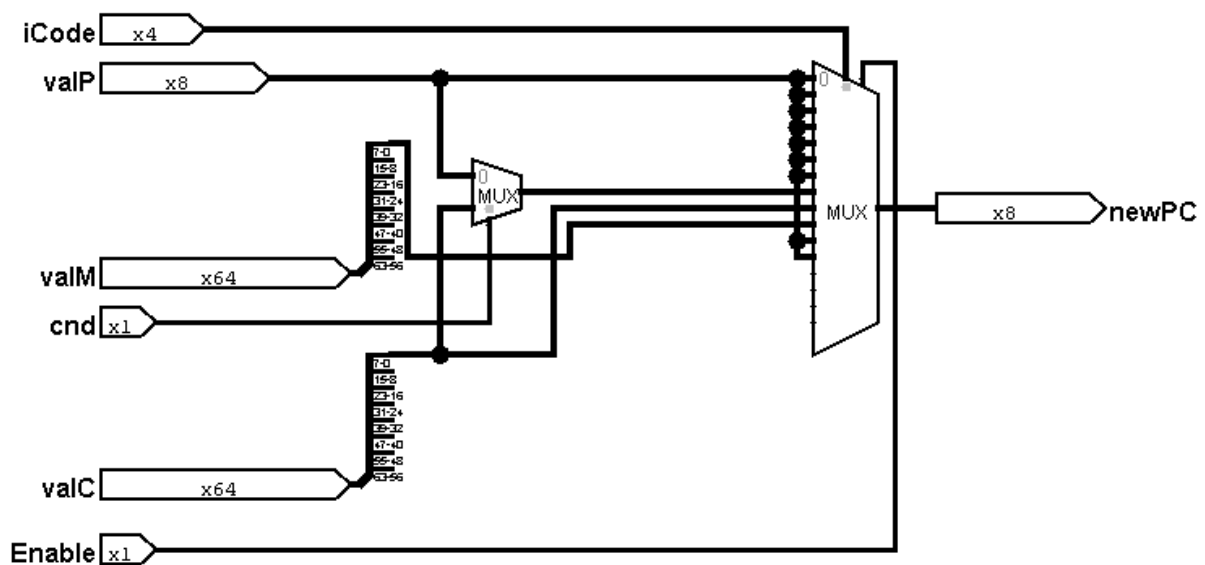 iCode x4
valP x8
0
7-0
15-8
23-16
31-24
39-32
47-40
55-48
63-56
0
MUX
MUX
x8 newPC
valM x64
cnd x1
7-0
15-8
23-16
31-24
39-32
47-40
55-48
63-56
valC x64
Enable x1